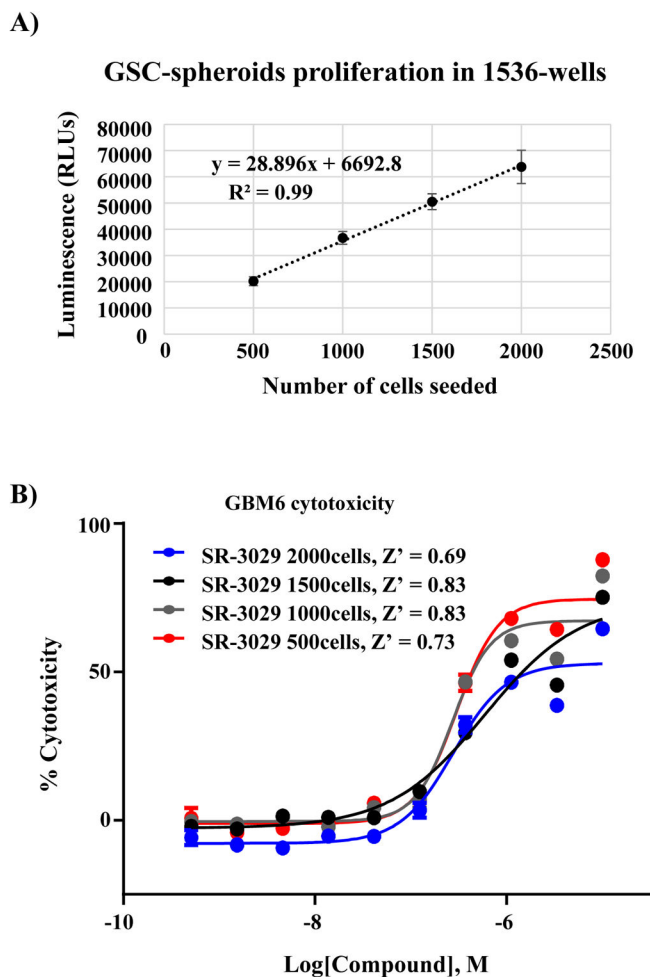 A)
GSC-spheroids proliferation in 1536-wells
80000
70000
60000
50000
40000
30000
20000
10000
0
y = 28.896x + 6692.8
R² = 0.99
Luminescence (RLUs)
0 500 1000 1500 2000 2500
Number of cells seeded
B)
GBM6 cytotoxicity
100
50
0
SR-3029 2000cells, Z’ = 0.69
SR-3029 1500cells, Z’ = 0.83
SR-3029 1000cells, Z’ = 0.83
SR-3029 500cells, Z’ = 0.73
% Cytotoxicity
-10 -8 -6
Log[Compound], M